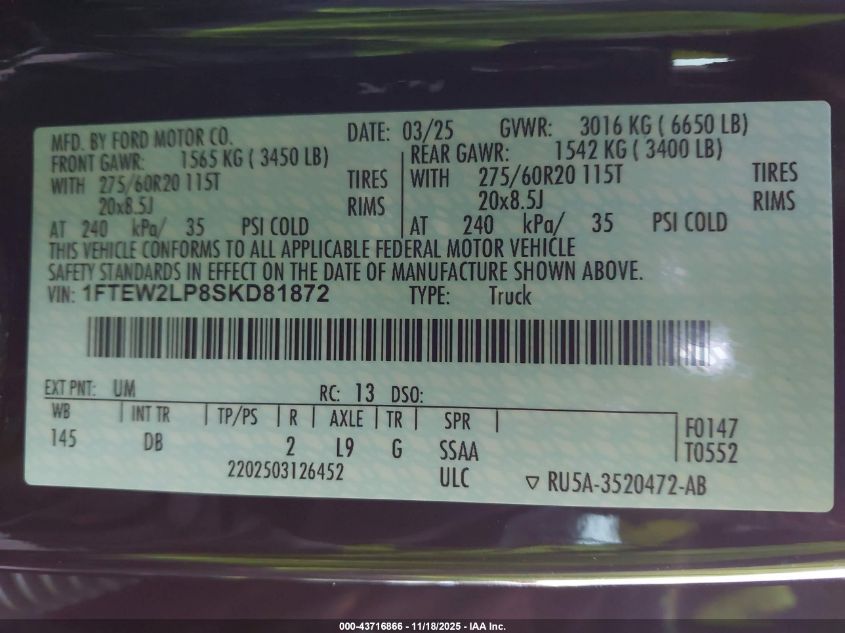 MFD. BY FORD MOTOR CO. DATE: 03/25 GVWR: 3016 KG ( 6650 LB)
FRONT GAWR: 1565 KG ( 3450 LB) REAR GAWR: 1542 KG ( 3400 LB)
WITH 275/60R20 115T TIRES WITH 275/60R20 115T TIRES
20x8.5J RIMS 20x8.5J RIMS
AT 240 kPa/ 35 PSI COLD AT 240 kPa/ 35 PSI COLD
THIS VEHICLE CONFORMS TO ALL APPLICABLE FEDERAL MOTOR VEHICLE
SAFETY STANDARDS IN EFFECT ON THE DATE OF MANUFACTURE SHOWN ABOVE.
VIN: 1FTEW2LP8SKD81872 TYPE: Truck
EXT PNT: UM RC: 13 DSO:
WB INT TR TP/PS R AXLE TR SPR F0147
145 DB 2 L9 G SSAA T0552
2202503126452 ULC ▽ RU5A-3520472-AB
000-43716866 - 11/18/2025 - IAA Inc.